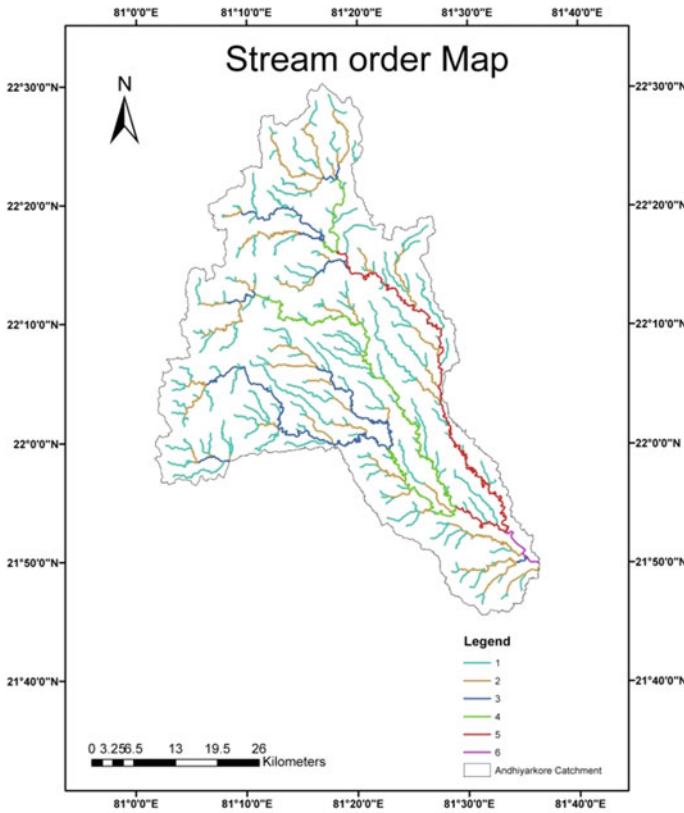 81°0'0"E 81°10'0"E 81°20'0"E 81°30'0"E 81°40'0"E
Stream order Map
N
22°30'0"N 22°30'0"N
22°20'0"N 22°20'0"N
22°10'0"N 22°10'0"N
22°0'0"N 22°0'0"N
21°50'0"N 21°50'0"N
Legend
1
2
3
4
5
6
Andhiyarkore Catchment
21°40'0"N 21°40'0"N
0 3.256.5 13 19.5 26
Kilometers
81°0'0"E 81°10'0"E 81°20'0"E 81°30'0"E 81°40'0"E